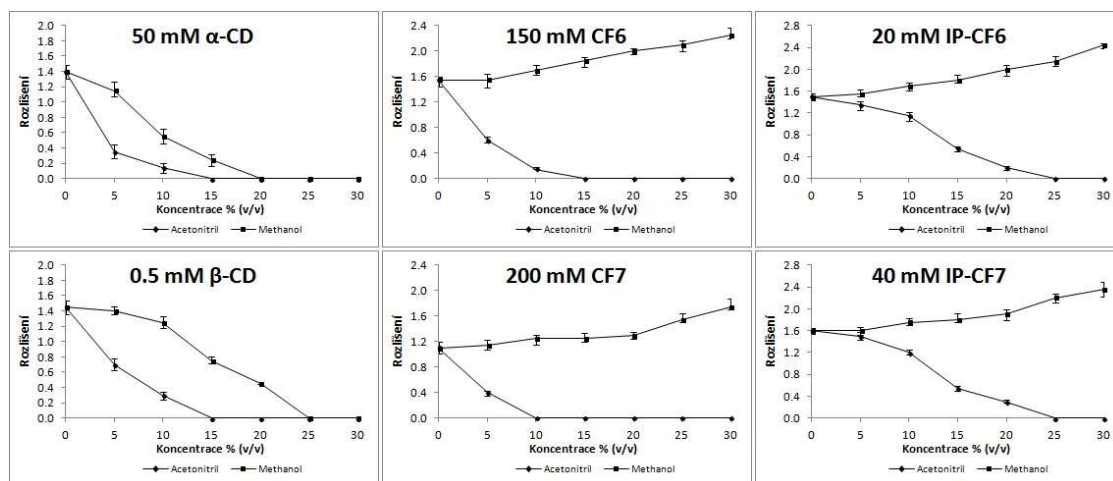 50 mM α-CD
Rozlišení
2.0
1.8
1.6
1.4
1.2
1.0
0.8
0.6
0.4
0.2
0.0
0 5 10 15 20 25 30
Koncentrace % (v/v)
Acetonitril Methanol
150 mM CF6
Rozlišení
2.4
2.0
1.6
1.2
0.8
0.4
0.0
0 5 10 15 20 25 30
Koncentrace % (v/v)
Acetonitril Methanol
20 mM IP-CF6
Rozlišení
2.8
2.4
2.0
1.6
1.2
0.8
0.4
0.0
0 5 10 15 20 25 30
Koncentrace % (v/v)
Acetonitril Methanol
0.5 mM β-CD
Rozlišení
2.0
1.8
1.6
1.4
1.2
1.0
0.8
0.6
0.4
0.2
0.0
0 5 10 15 20 25 30
Koncentrace % (v/v)
Acetonitril Methanol
200 mM CF7
Rozlišení
2.4
2.0
1.6
1.2
0.8
0.4
0.0
0 5 10 15 20 25 30
Koncentrace % (v/v)
Acetonitril Methanol
40 mM IP-CF7
Rozlišení
2.8
2.4
2.0
1.6
1.2
0.8
0.4
0.0
0 5 10 15 20 25 30
Koncentrace % (v/v)
Acetonitril Methanol